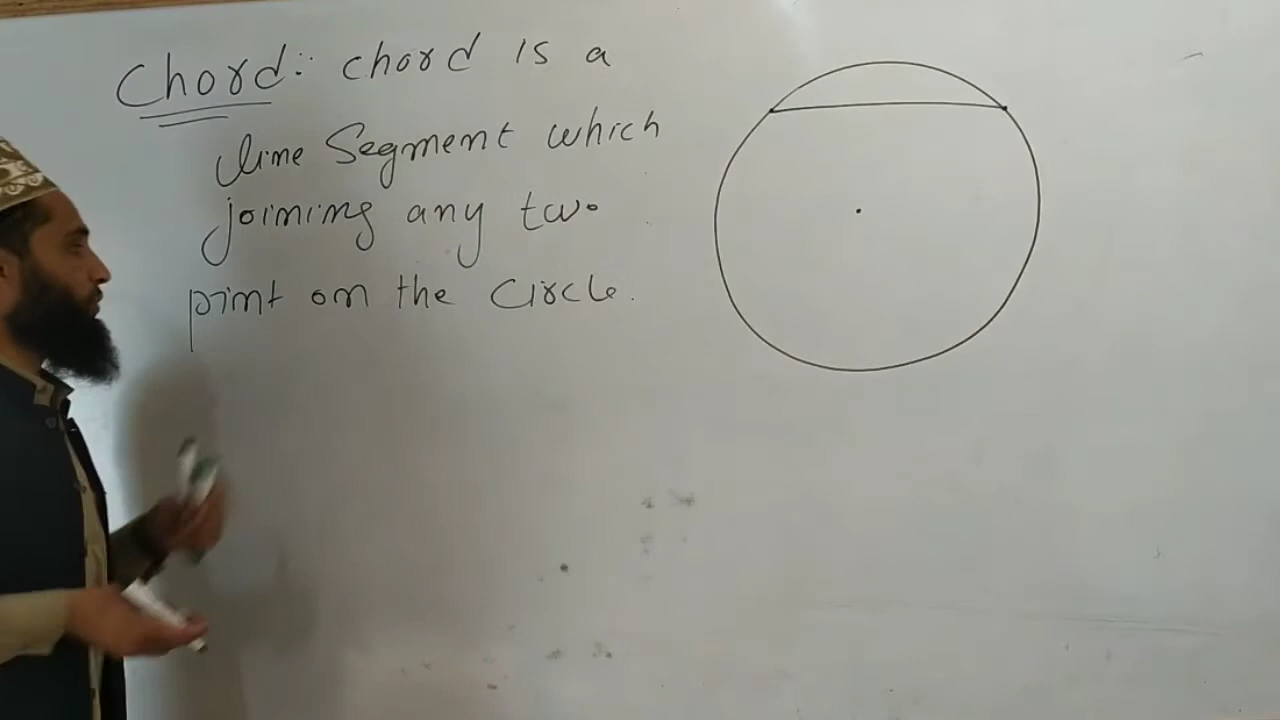 Chord: chord is a
line Segment which
joining any two
point on the Circle.